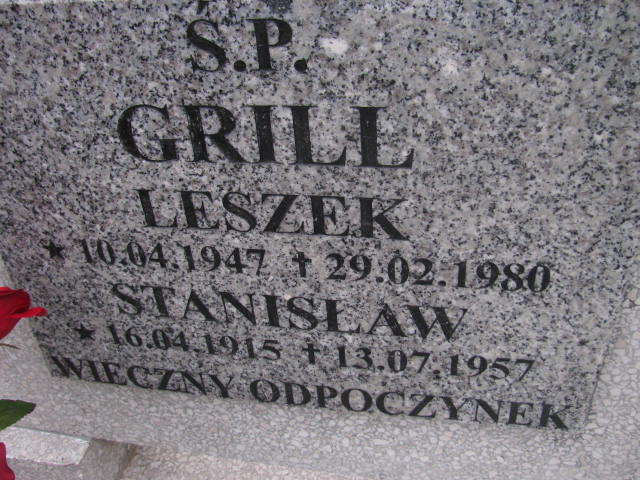 Ś.P.
GRILL
LESZEK
★ 10.04.1947 ✝ 29.02.1980
STANISŁAW
★ 16.04.1915 ✝ 13.07.1957
WIECZNY ODPOCZYNEK